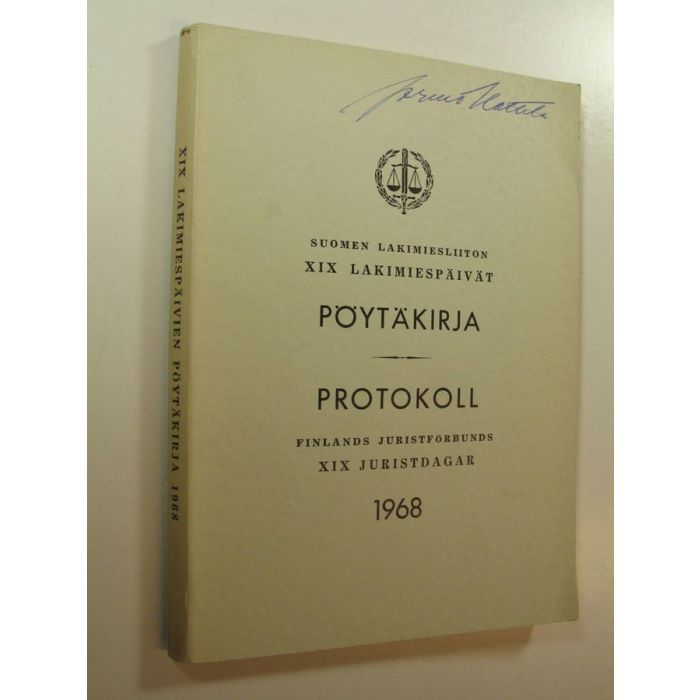 XIX LAKIMIESPÄIVIEN PÖYTÄKIRJA 1968
SUOMEN LAKIMIESLIITON
XIX LAKIMIESPÄIVÄT
PÖYTÄKIRJA
PROTOKOLL
FINLANDS JURISTFÖRBUNDS
XIX JURISTDAGAR
1968